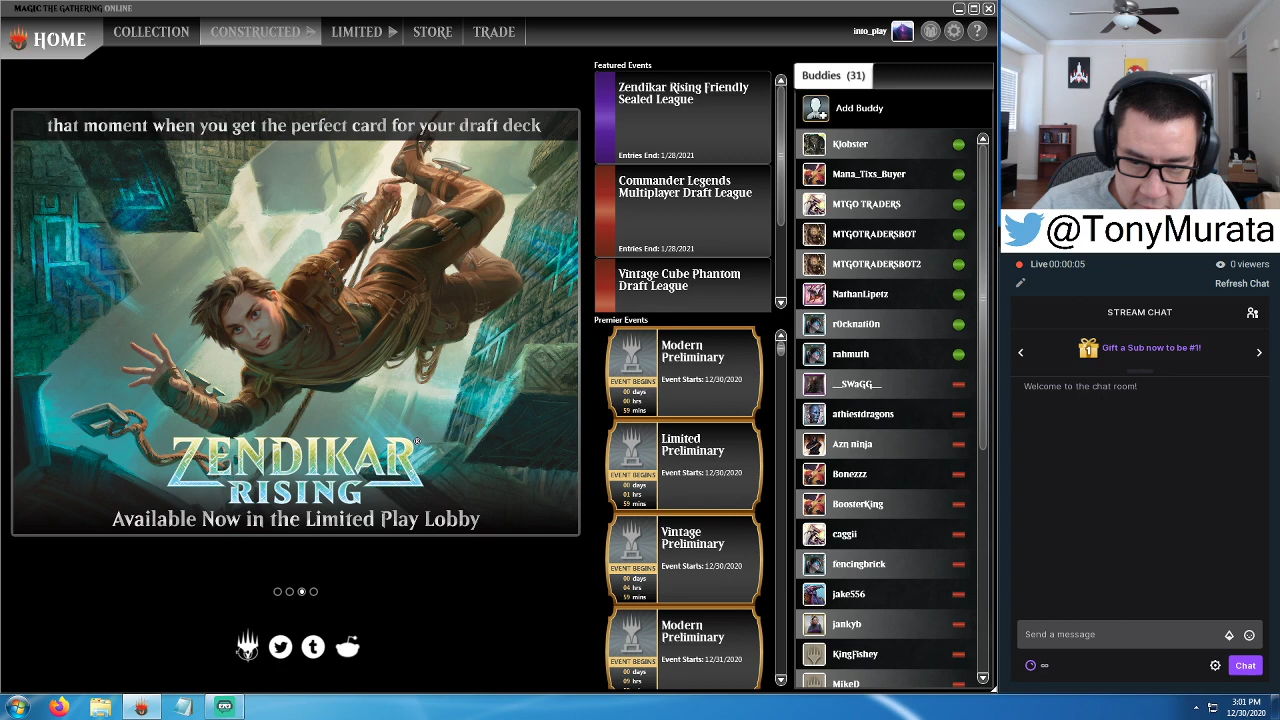 MAGIC THE GATHERING ONLINE
HOME
COLLECTION
CONSTRUCTED
LIMITED
STORE
TRADE
into_play
that moment when you get the perfect card for your draft deck
ZENDIKAR
RISING
Available Now in the Limited Play Lobby
Featured Events
Zendikar Rising Friendly
Sealed League
Entries End: 1/28/2021
Commander Legends
Multiplayer Draft League
Entries End: 1/28/2021
Vintage Cube Phantom
Draft League
Premier Events
Modern
Preliminary
Event Starts: 12/30/2020
EVENT BEGINS
00 days
00 hrs
59 mins
Limited
Preliminary
Event Starts: 12/30/2020
EVENT BEGINS
00 days
01 hrs
59 mins
Vintage
Preliminary
Event Starts: 12/30/2020
EVENT BEGINS
00 days
04 hrs
59 mins
Modern
Preliminary
Event Starts: 12/31/2020
EVENT BEGINS
00 days
09 hrs
59 mins
Buddies (31)
Add Buddy
Klobster
Mana_Tixs_Buyer
MTGO TRADERS
MTGOTRADERSBOT
MTGOTRADERSBOT2
NathanLipetz
r0cknati0n
rahmuth
__SWaGG__
athiestdragons
Azn ninja
Bonezzz
BoosterKing
caggii
fencingbrick
jake556
jankyb
KingFishey
MikeD
@TonyMurata
Live 00:00:05
0 viewers
Refresh Chat
STREAM CHAT
1
Gift a Sub now to be #1!
Welcome to the chat room!
Send a message
Chat
3:01 PM
12/30/2020